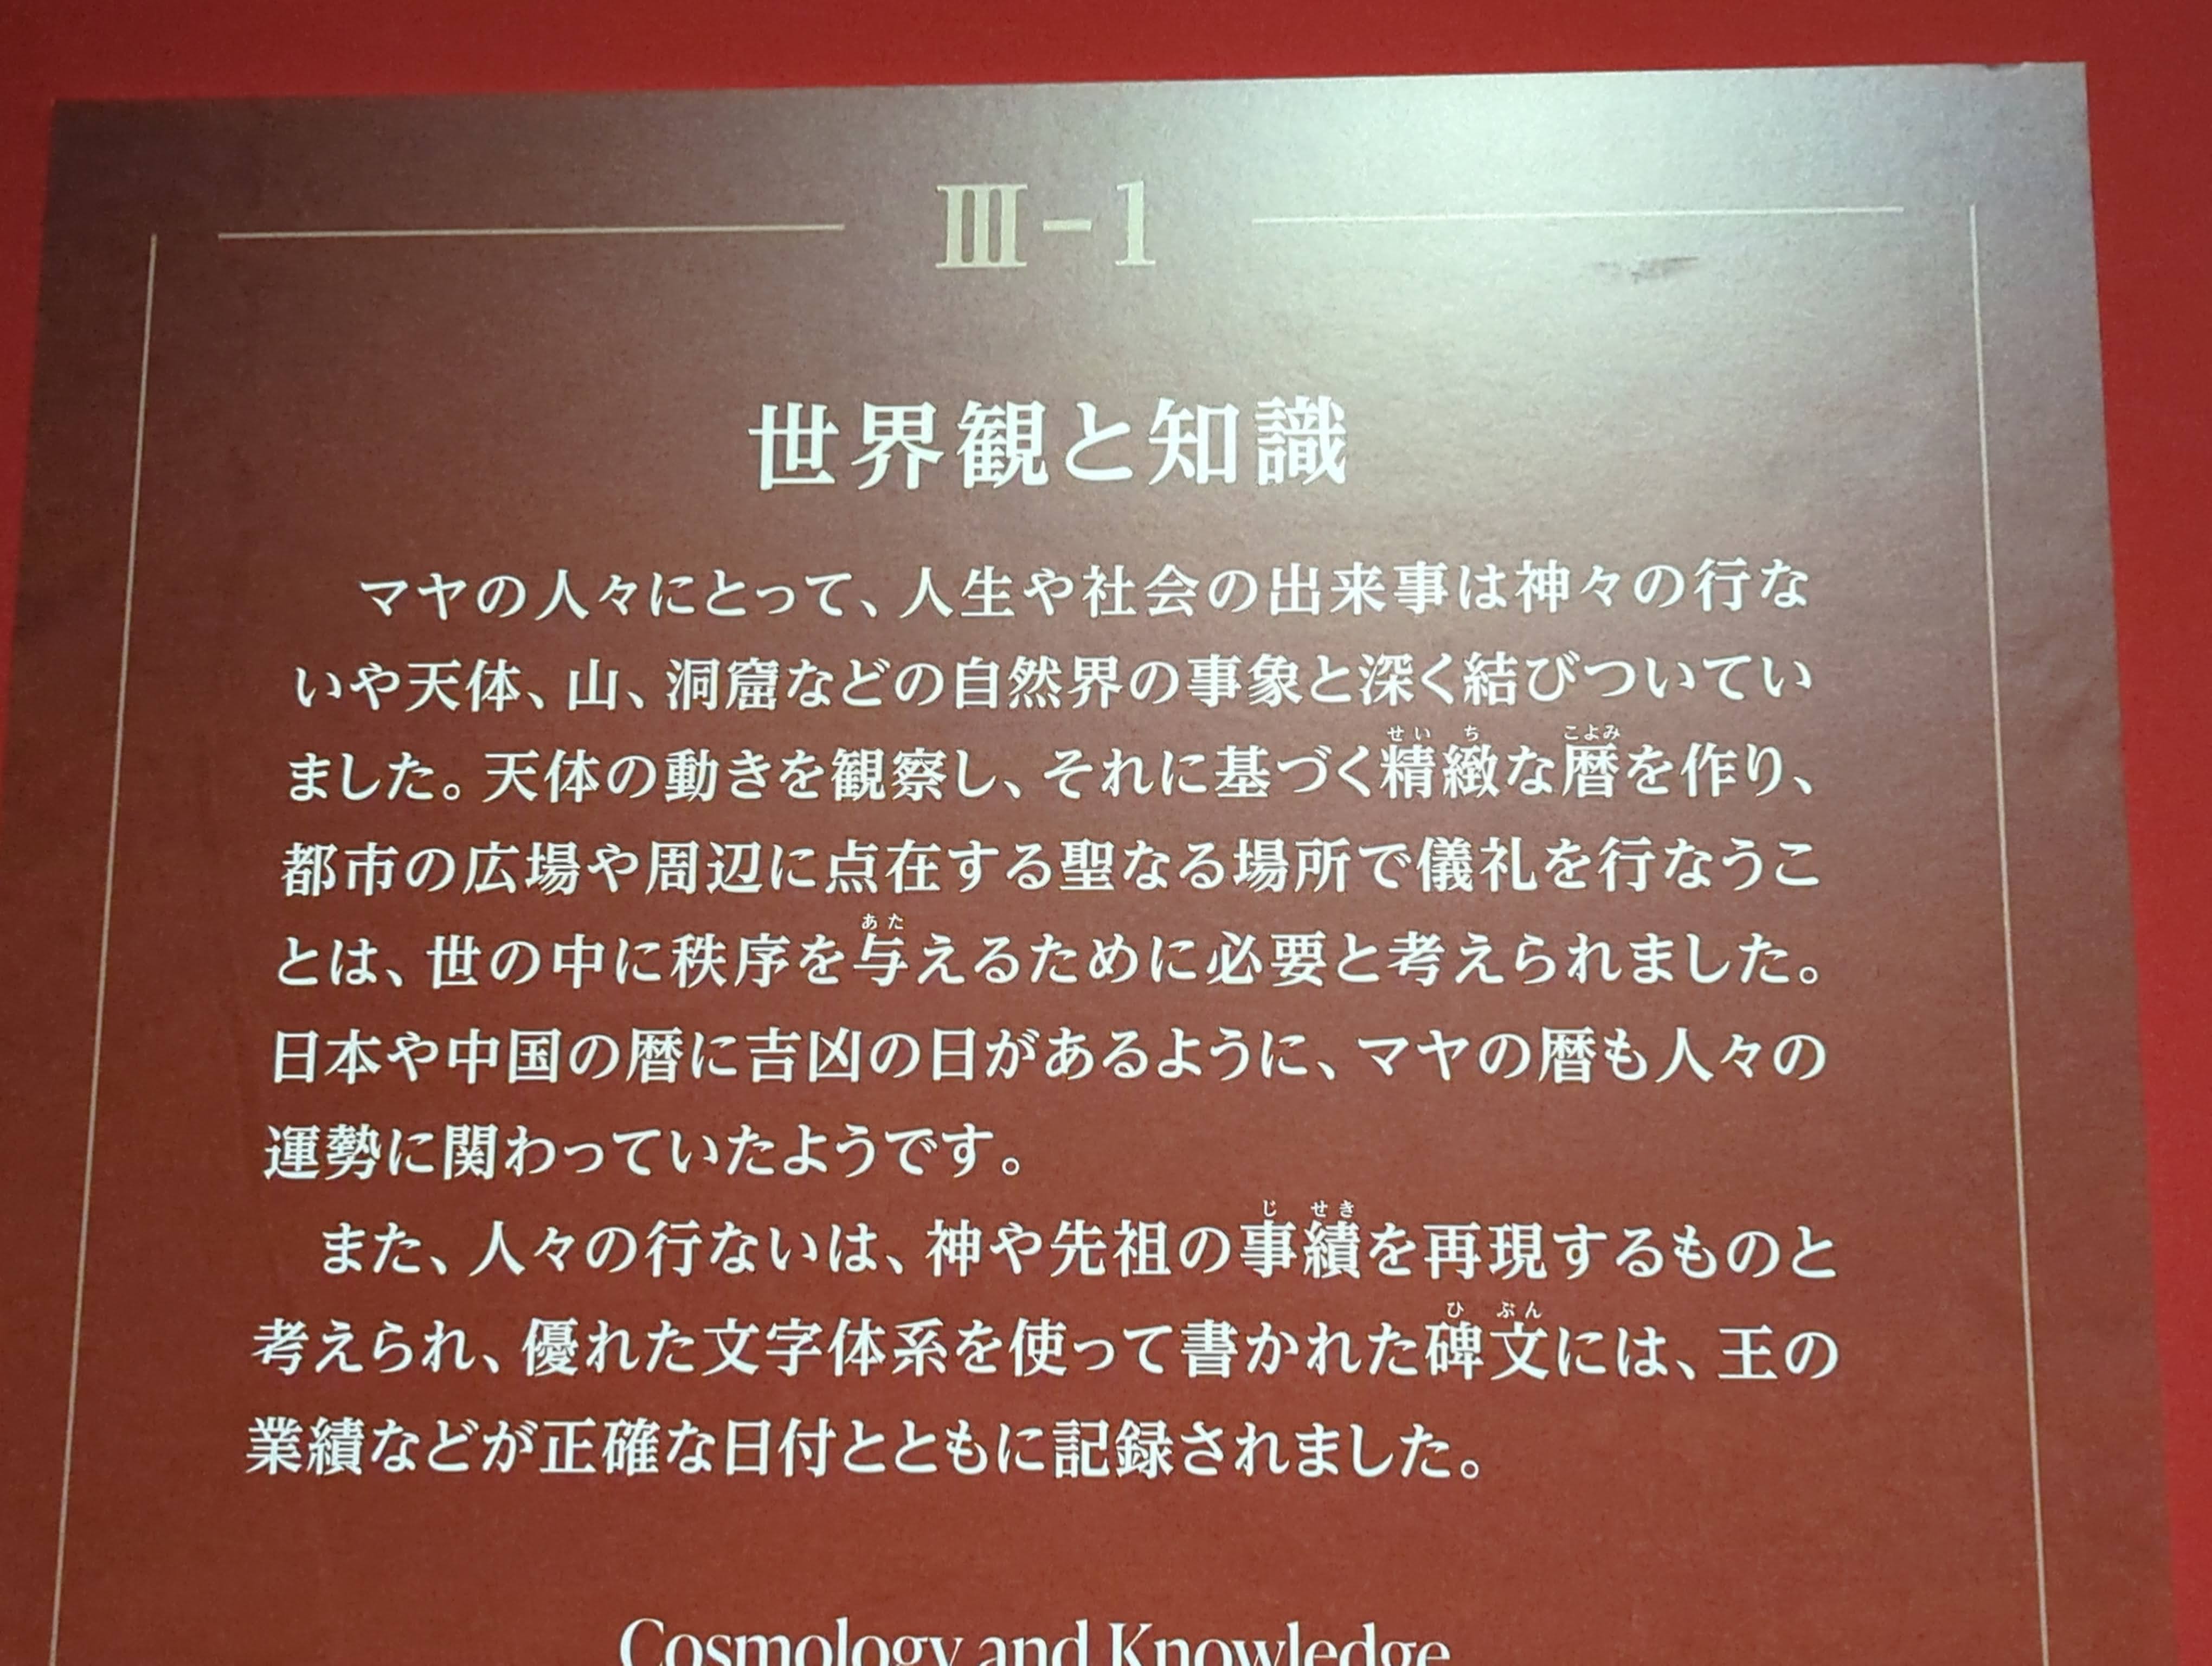 Ⅲ-1
世界観と知識
マヤの人々にとって、人生や社会の出来事は神々の行な
いや天体、山、洞窟などの自然界の事象と深く結びついてい
せいち こよみ
ました。天体の動きを観察し、それに基づく精緻な暦を作り、
都市の広場や周辺に点在する聖なる場所で儀礼を行なうこ
あた
とは、世の中に秩序を与えるために必要と考えられました。
日本や中国の暦に吉凶の日があるように、マヤの暦も人々の
運勢に関わっていたようです。
じせき
また、人々の行ないは、神や先祖の事績を再現するものと
ひぶん
考えられ、優れた文字体系を使って書かれた碑文には、王の
業績などが正確な日付とともに記録されました。
Cosmology and Knowledge